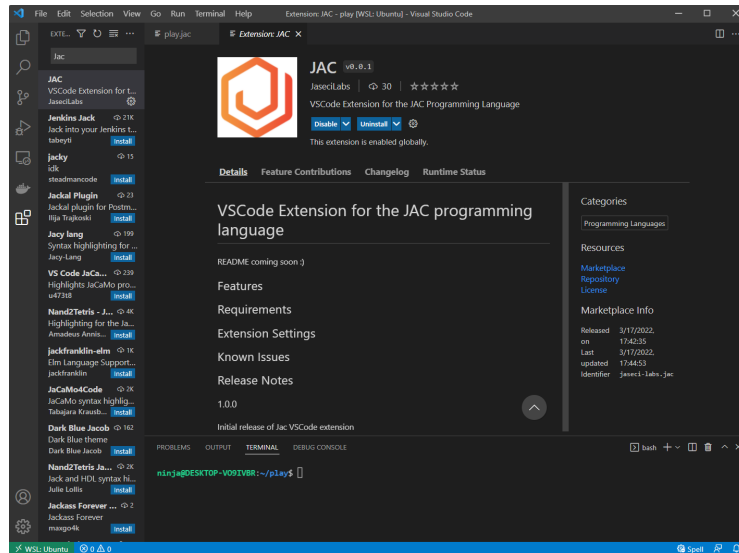 File Edit Selection View Go Run Terminal Help Extension: JAC - play [WSL: Ubuntu] - Visual Studio Code
EXTE...
play.jac
Extension: JAC
Jac
JAC
VSCode Extension for t...
JaseciLabs
Jenkins Jack 21K
Jack into your Jenkins t...
tabeyti Install
jacky 15
idk
steadmancode Install
Jackal Plugin 23
Jackal plugin for Postm...
Ilija Trajkoski Install
Jacy lang 199
Syntax highlighting for ...
Jacy-Lang Install
VS Code JaCa... 239
Highlights JaCaMo pro...
u473t8 Install
Nand2Tetris - J... 4K
Highlighting for the Ja...
Amadeus Annis... Install
jackfranklin-elm 1K
Elm Language Support...
jackfranklin Install
JaCaMo4Code 2K
JaCaMo syntax highlig...
Tabajara Krausb... Install
Dark Blue Jacob 162
Dark Blue theme
Dark Blue Jacob Install
Nand2Tetris Ja... 2K
Jack and HDL syntax hi...
Julie Lollis Install
Jackass Forever ... 2
Jackass Forever
maxgo4k Install
JAC v0.0.1
JaseciLabs 30
VSCode Extension for the JAC Programming Language
Disable Uninstall
This extension is enabled globally.
Details Feature Contributions Changelog Runtime Status
VSCode Extension for the JAC programming
language
README coming soon :)
Features
Requirements
Extension Settings
Known Issues
Release Notes
1.0.0
Initial release of Jac VSCode extension
Categories
Programming Languages
Resources
Marketplace
Repository
License
Marketplace Info
Released on 3/17/2022, 17:42:35
Last updated 3/17/2022, 17:44:53
Identifier jaseci-labs.jac
PROBLEMS OUTPUT TERMINAL DEBUG CONSOLE
bash
ninja@DESKTOP-VO9IVBR:~/play$
WSL: Ubuntu 0 0 Spell